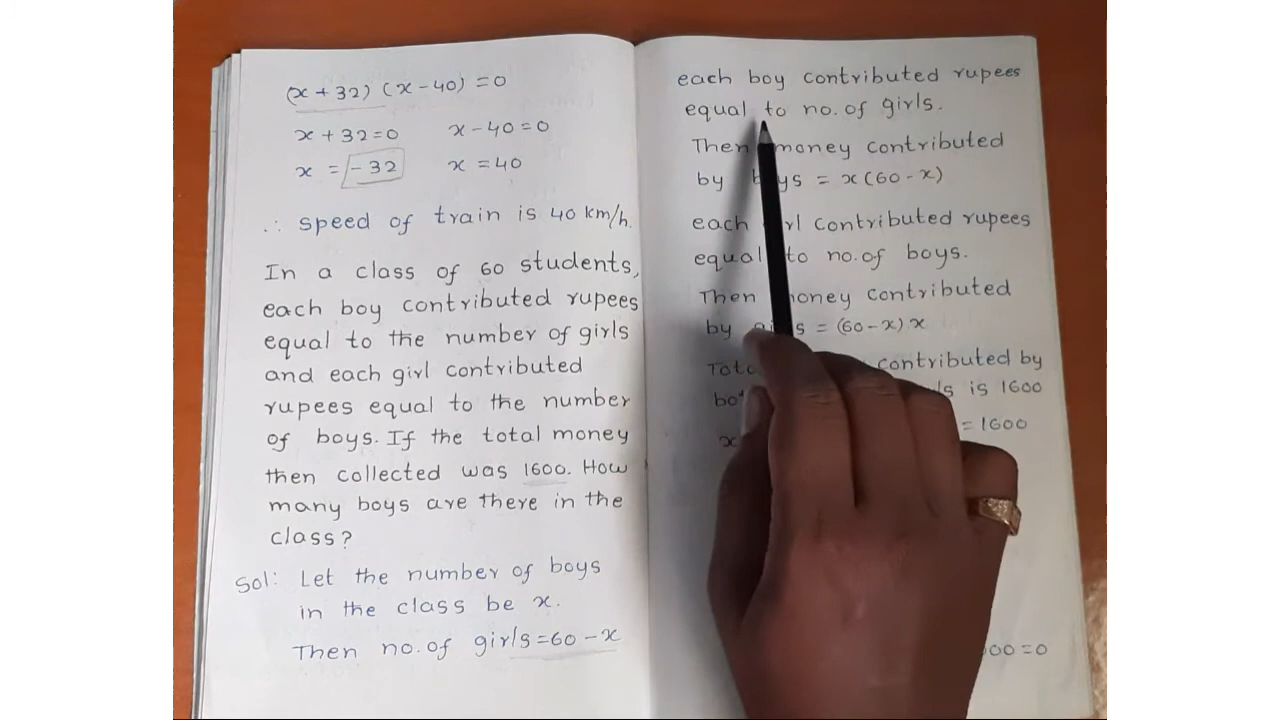 (x + 32) (x - 40) = 0
x + 32 = 0    x - 40 = 0
x = -32    x = 40
∴ speed of train is 40 km/h.
In a class of 60 students,
each boy contributed rupees
equal to the number of girls
and each girl contributed
rupees equal to the number
of boys. If the total money
then collected was 1600. How
many boys are there in the
class?
Sol: Let the number of boys
in the class be x.
Then no. of girls = 60 - x
each boy contributed rupees
equal to no. of girls.
Then money contributed
by boys = x (60 - x)
each girl contributed rupees
equal to no. of boys.
Then money contributed
by girls = (60 - x) x
contributed by
is 1600
x = 1600
= 0